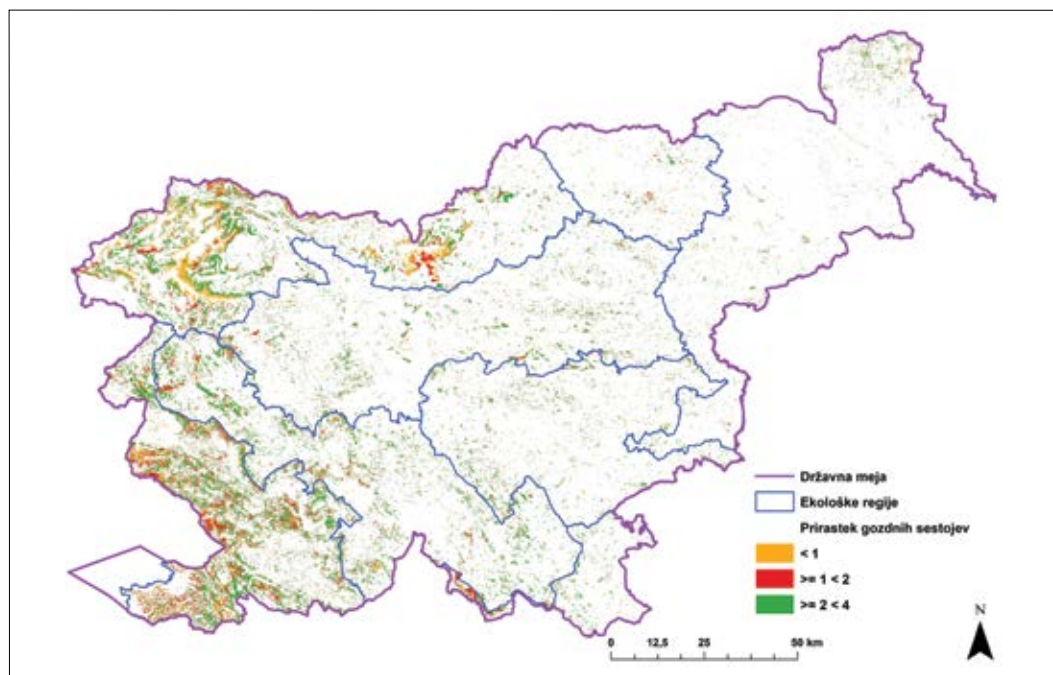 Državna meja
Ekološke regije
Prirastek gozdnih sestojev
< 1
>= 1 < 2
>= 2 < 4
N
0 12,5 25 50 km